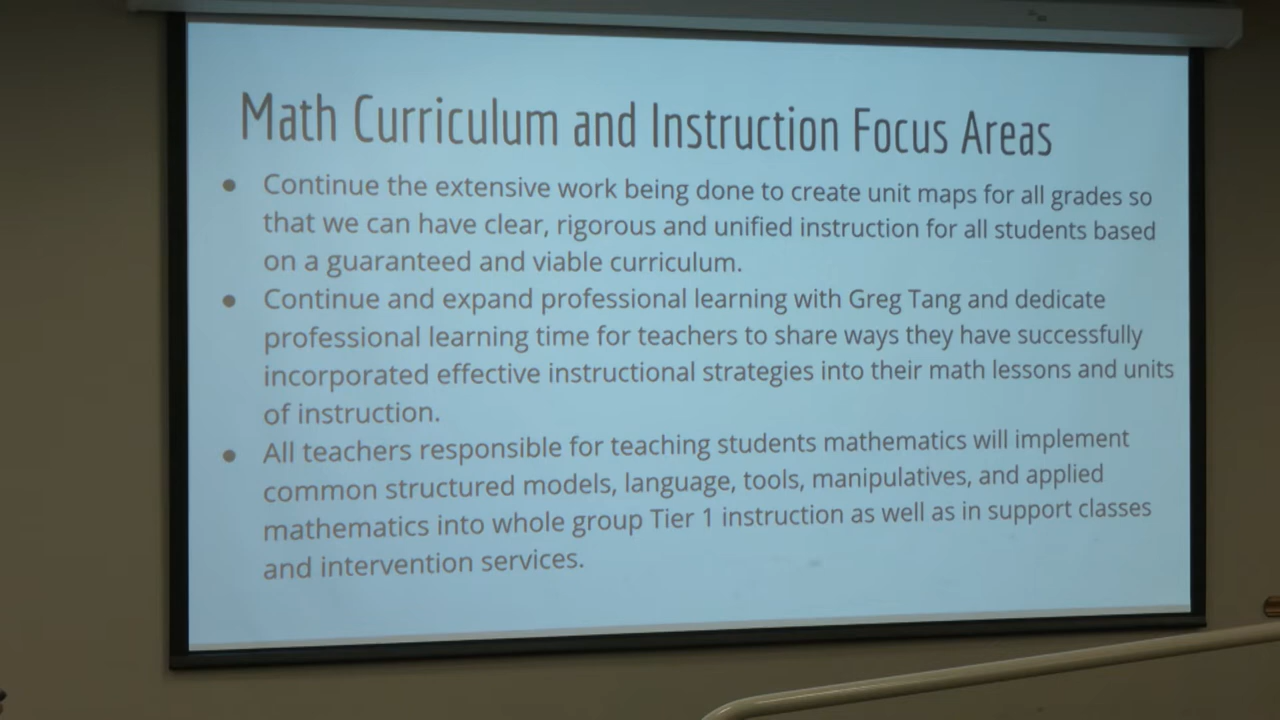 Math Curriculum and Instruction Focus Areas
● Continue the extensive work being done to create unit maps for all grades so
that we can have clear, rigorous and unified instruction for all students based
on a guaranteed and viable curriculum.
● Continue and expand professional learning with Greg Tang and dedicate
professional learning time for teachers to share ways they have successfully
incorporated effective instructional strategies into their math lessons and units
of instruction.
● All teachers responsible for teaching students mathematics will implement
common structured models, language, tools, manipulatives, and applied
mathematics into whole group Tier 1 instruction as well as in support classes
and intervention services.